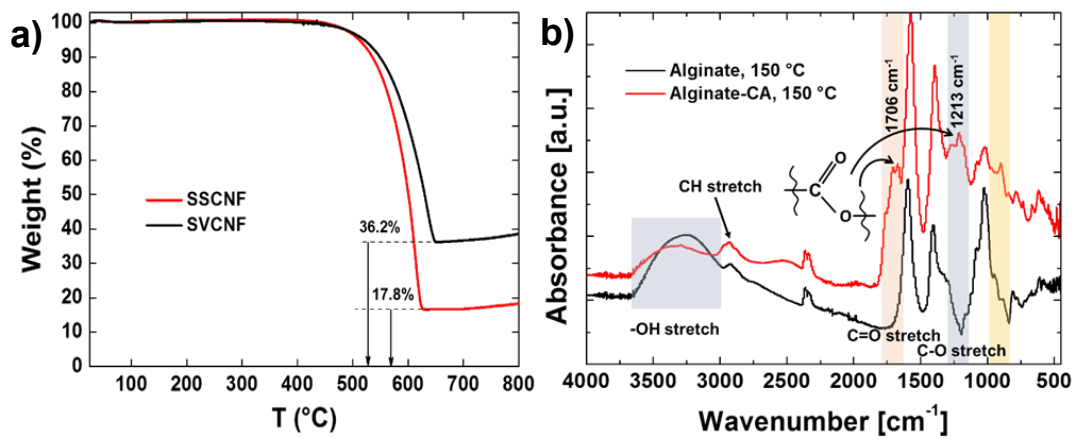 a)
Weight (%)
100
90
80
70
60
50
40
30
20
10
0
SSCNF
SVCNF
36.2%
17.8%
100 200 300 400 500 600 700 800
T (°C)
b)
Absorbance [a.u.]
Alginate, 150 °C
Alginate-CA, 150 °C
1706 cm⁻¹
1213 cm⁻¹
O
C
O
CH stretch
-OH stretch
C=O stretch
C-O stretch
4000 3500 3000 2500 2000 1500 1000 500
Wavenumber [cm⁻¹]